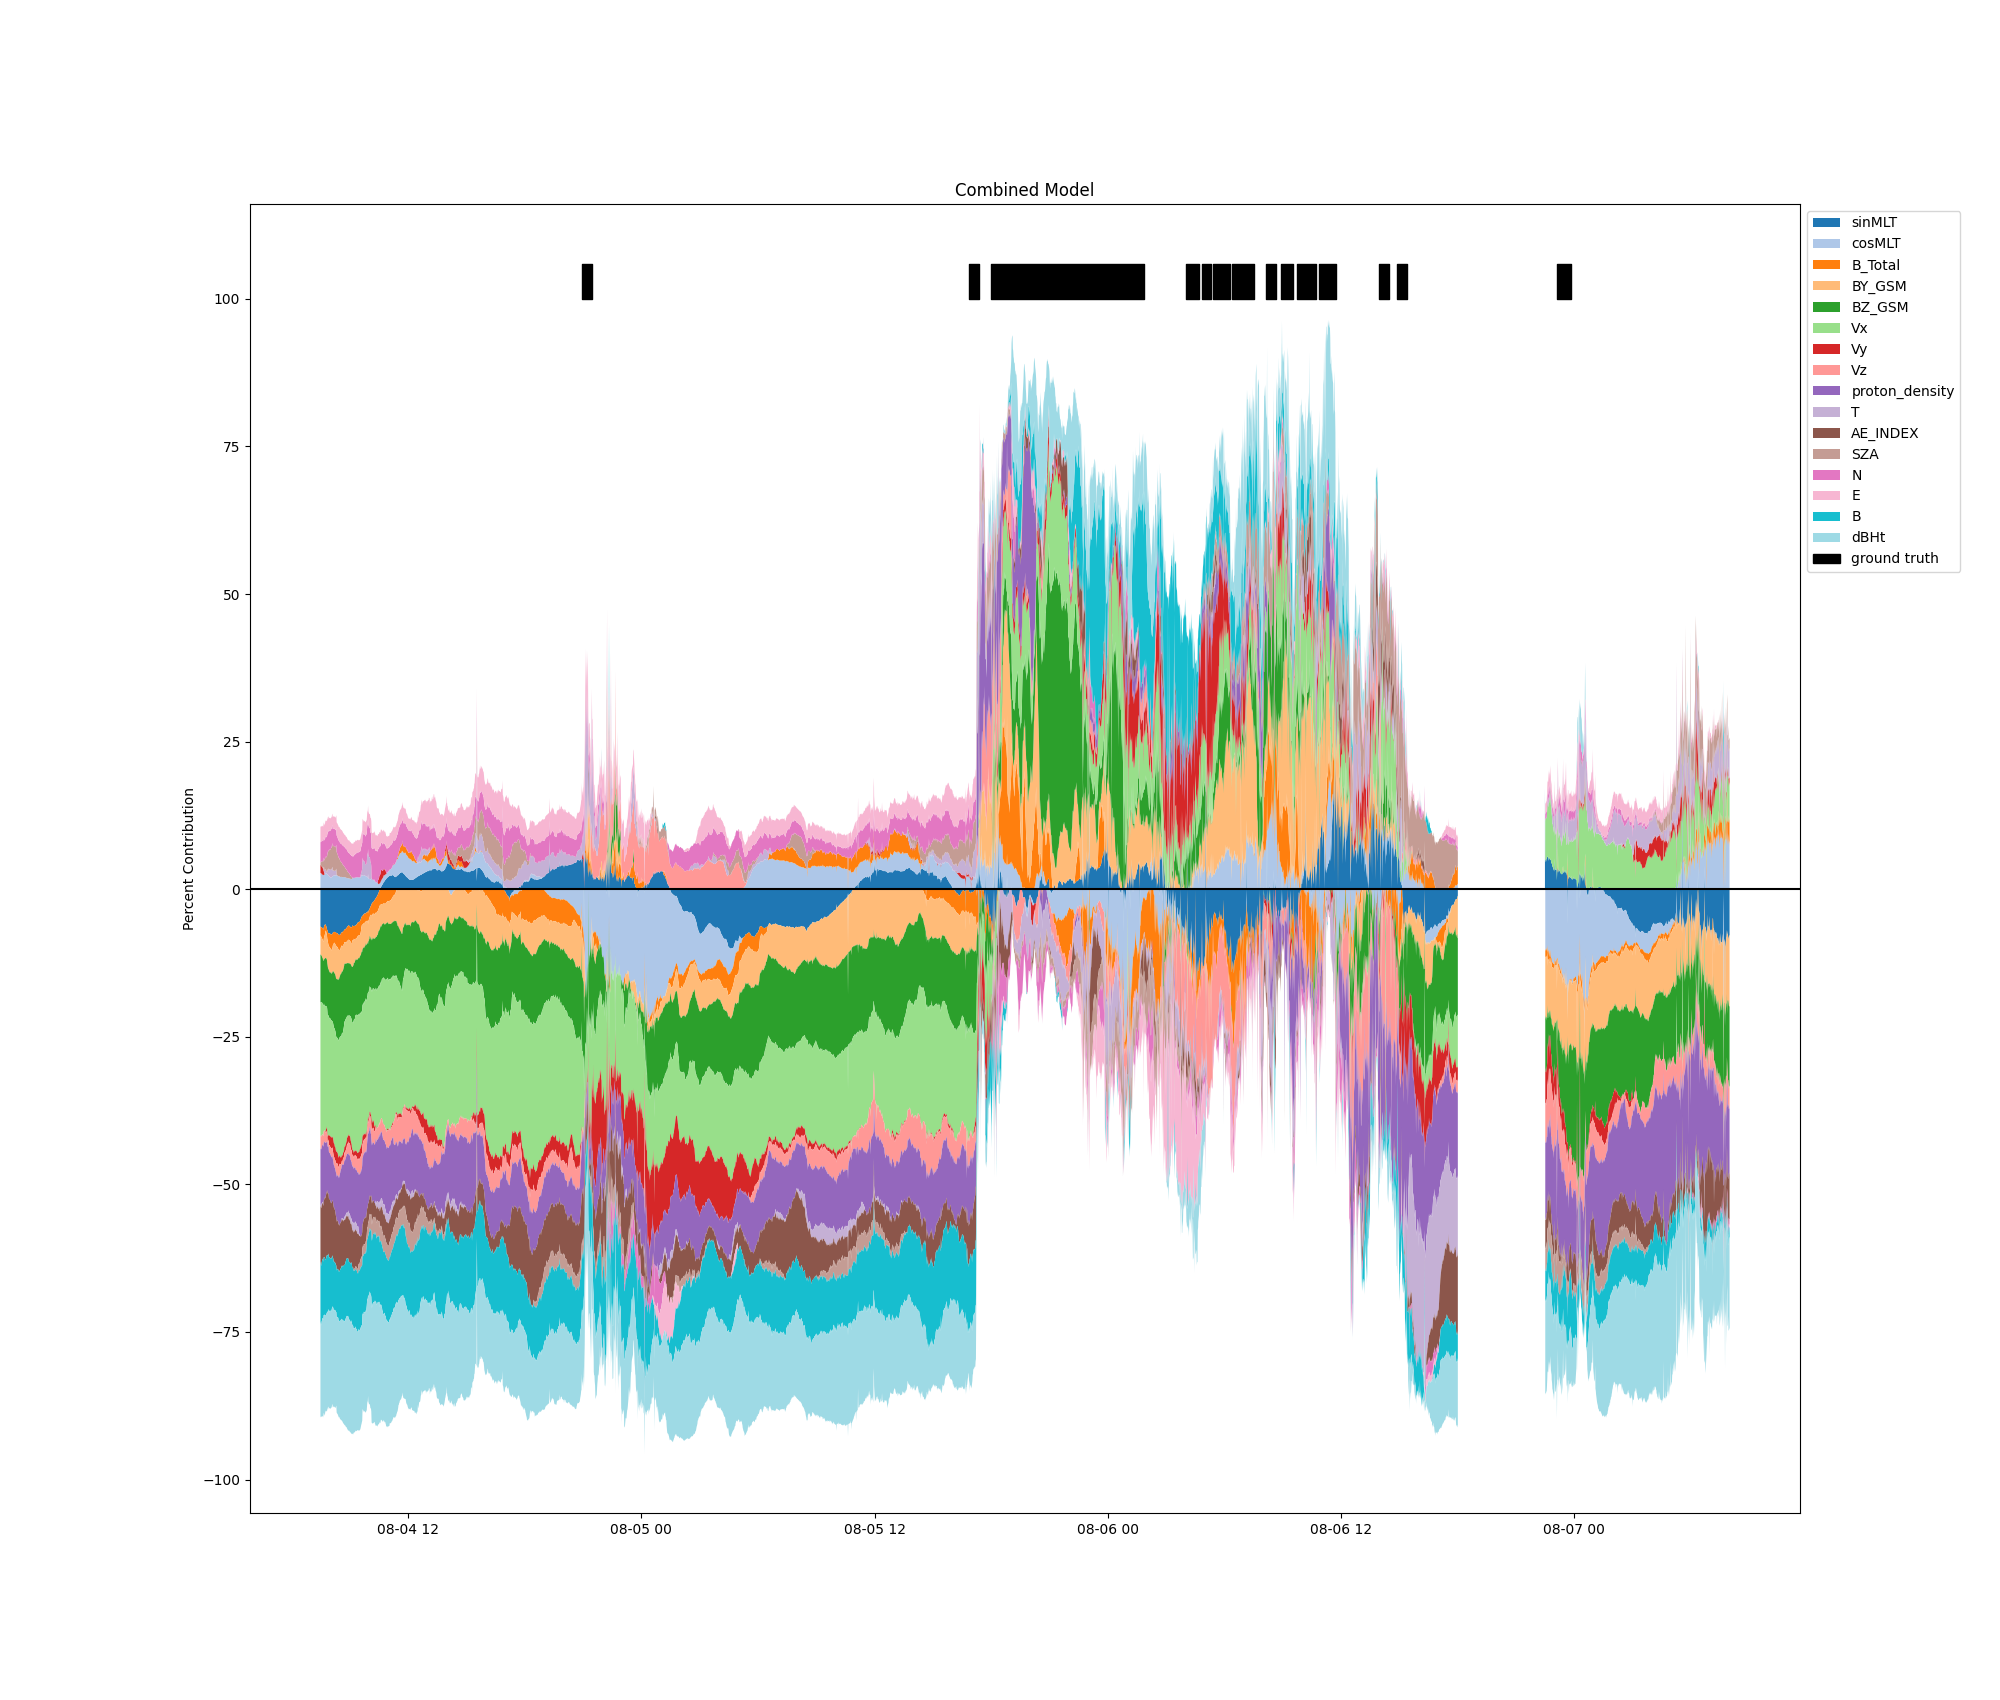 Combined Model
Percent Contribution
100
75
50
25
0
−25
−50
−75
−100
08-04 12
08-05 00
08-05 12
08-06 00
08-06 12
08-07 00
sinMLT
cosMLT
B_Total
BY_GSM
BZ_GSM
Vx
Vy
Vz
proton_density
T
AE_INDEX
SZA
N
E
B
dBHt
ground truth